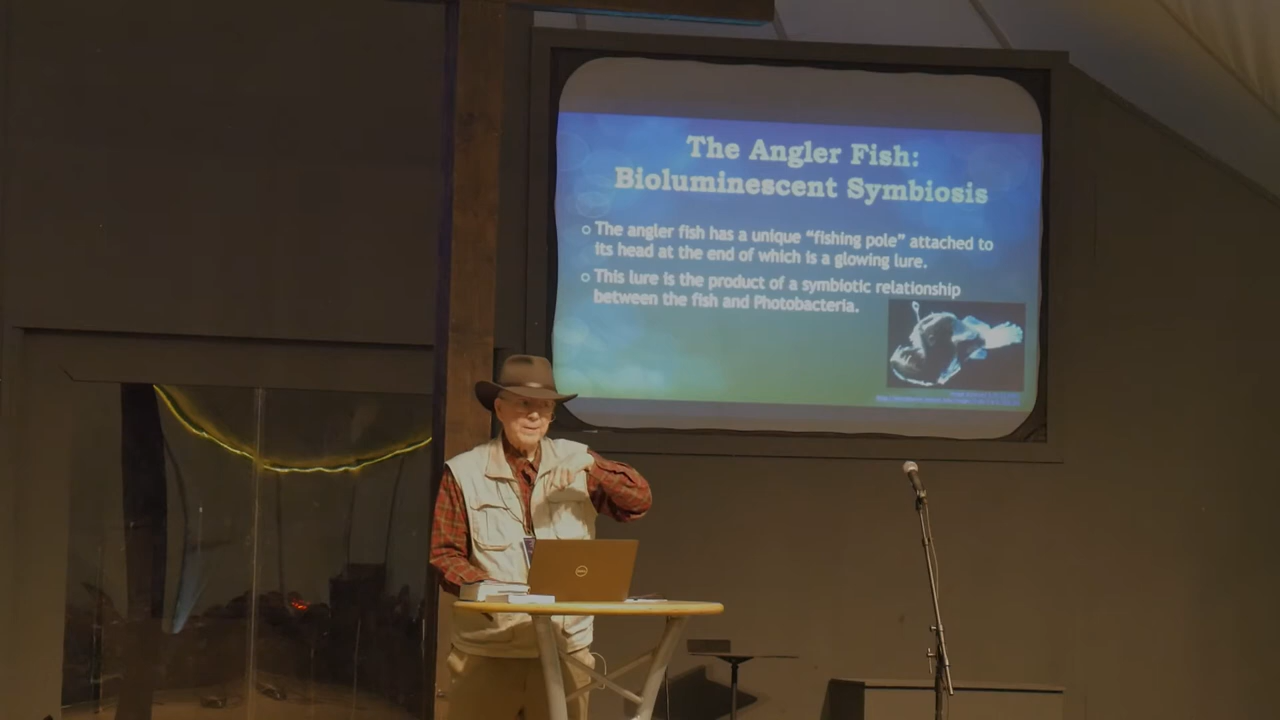 The Angler Fish:
Bioluminescent Symbiosis
The angler fish has a unique “fishing pole” attached to
its head at the end of which is a glowing lure.
This lure is the product of a symbiotic relationship
between the fish and Photobacteria.
DELL